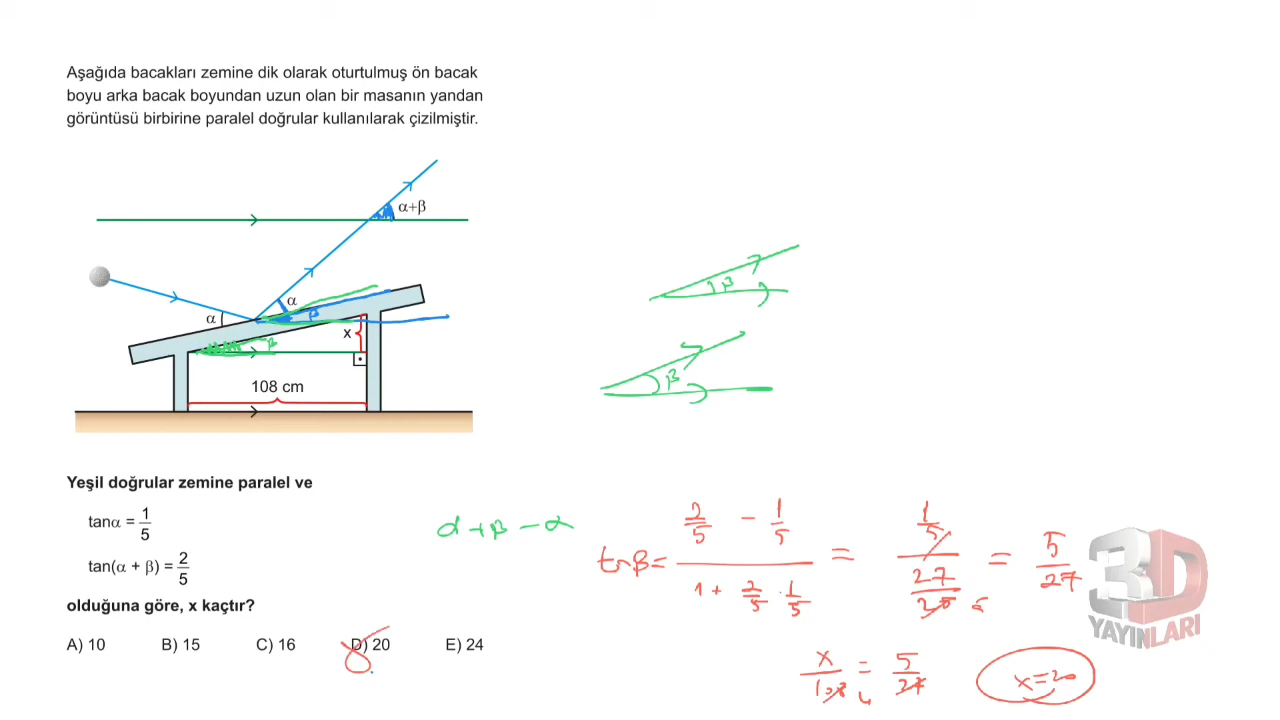 Aşağıda bacakları zemine dik olarak oturtulmuş ön bacak
boyu arka bacak boyundan uzun olan bir masanın yandan
görüntüsü birbirine paralel doğrular kullanılarak çizilmiştir.
α+β
α
α
β
x
β
108 cm
β
β
Yeşil doğrular zemine paralel ve
tanα = 1/5
tan(α + β) = 2/5
olduğuna göre, x kaçtır?
A) 10 B) 15 C) 16 D) 20 E) 24
α+β-α
tanβ = (2/5 - 1/5)/(1 + 2/5 · 1/5) = (1/5)/(27/25) = 5/27
5
x/108 = 5/27
4
x=20
3D
YAYINLARI